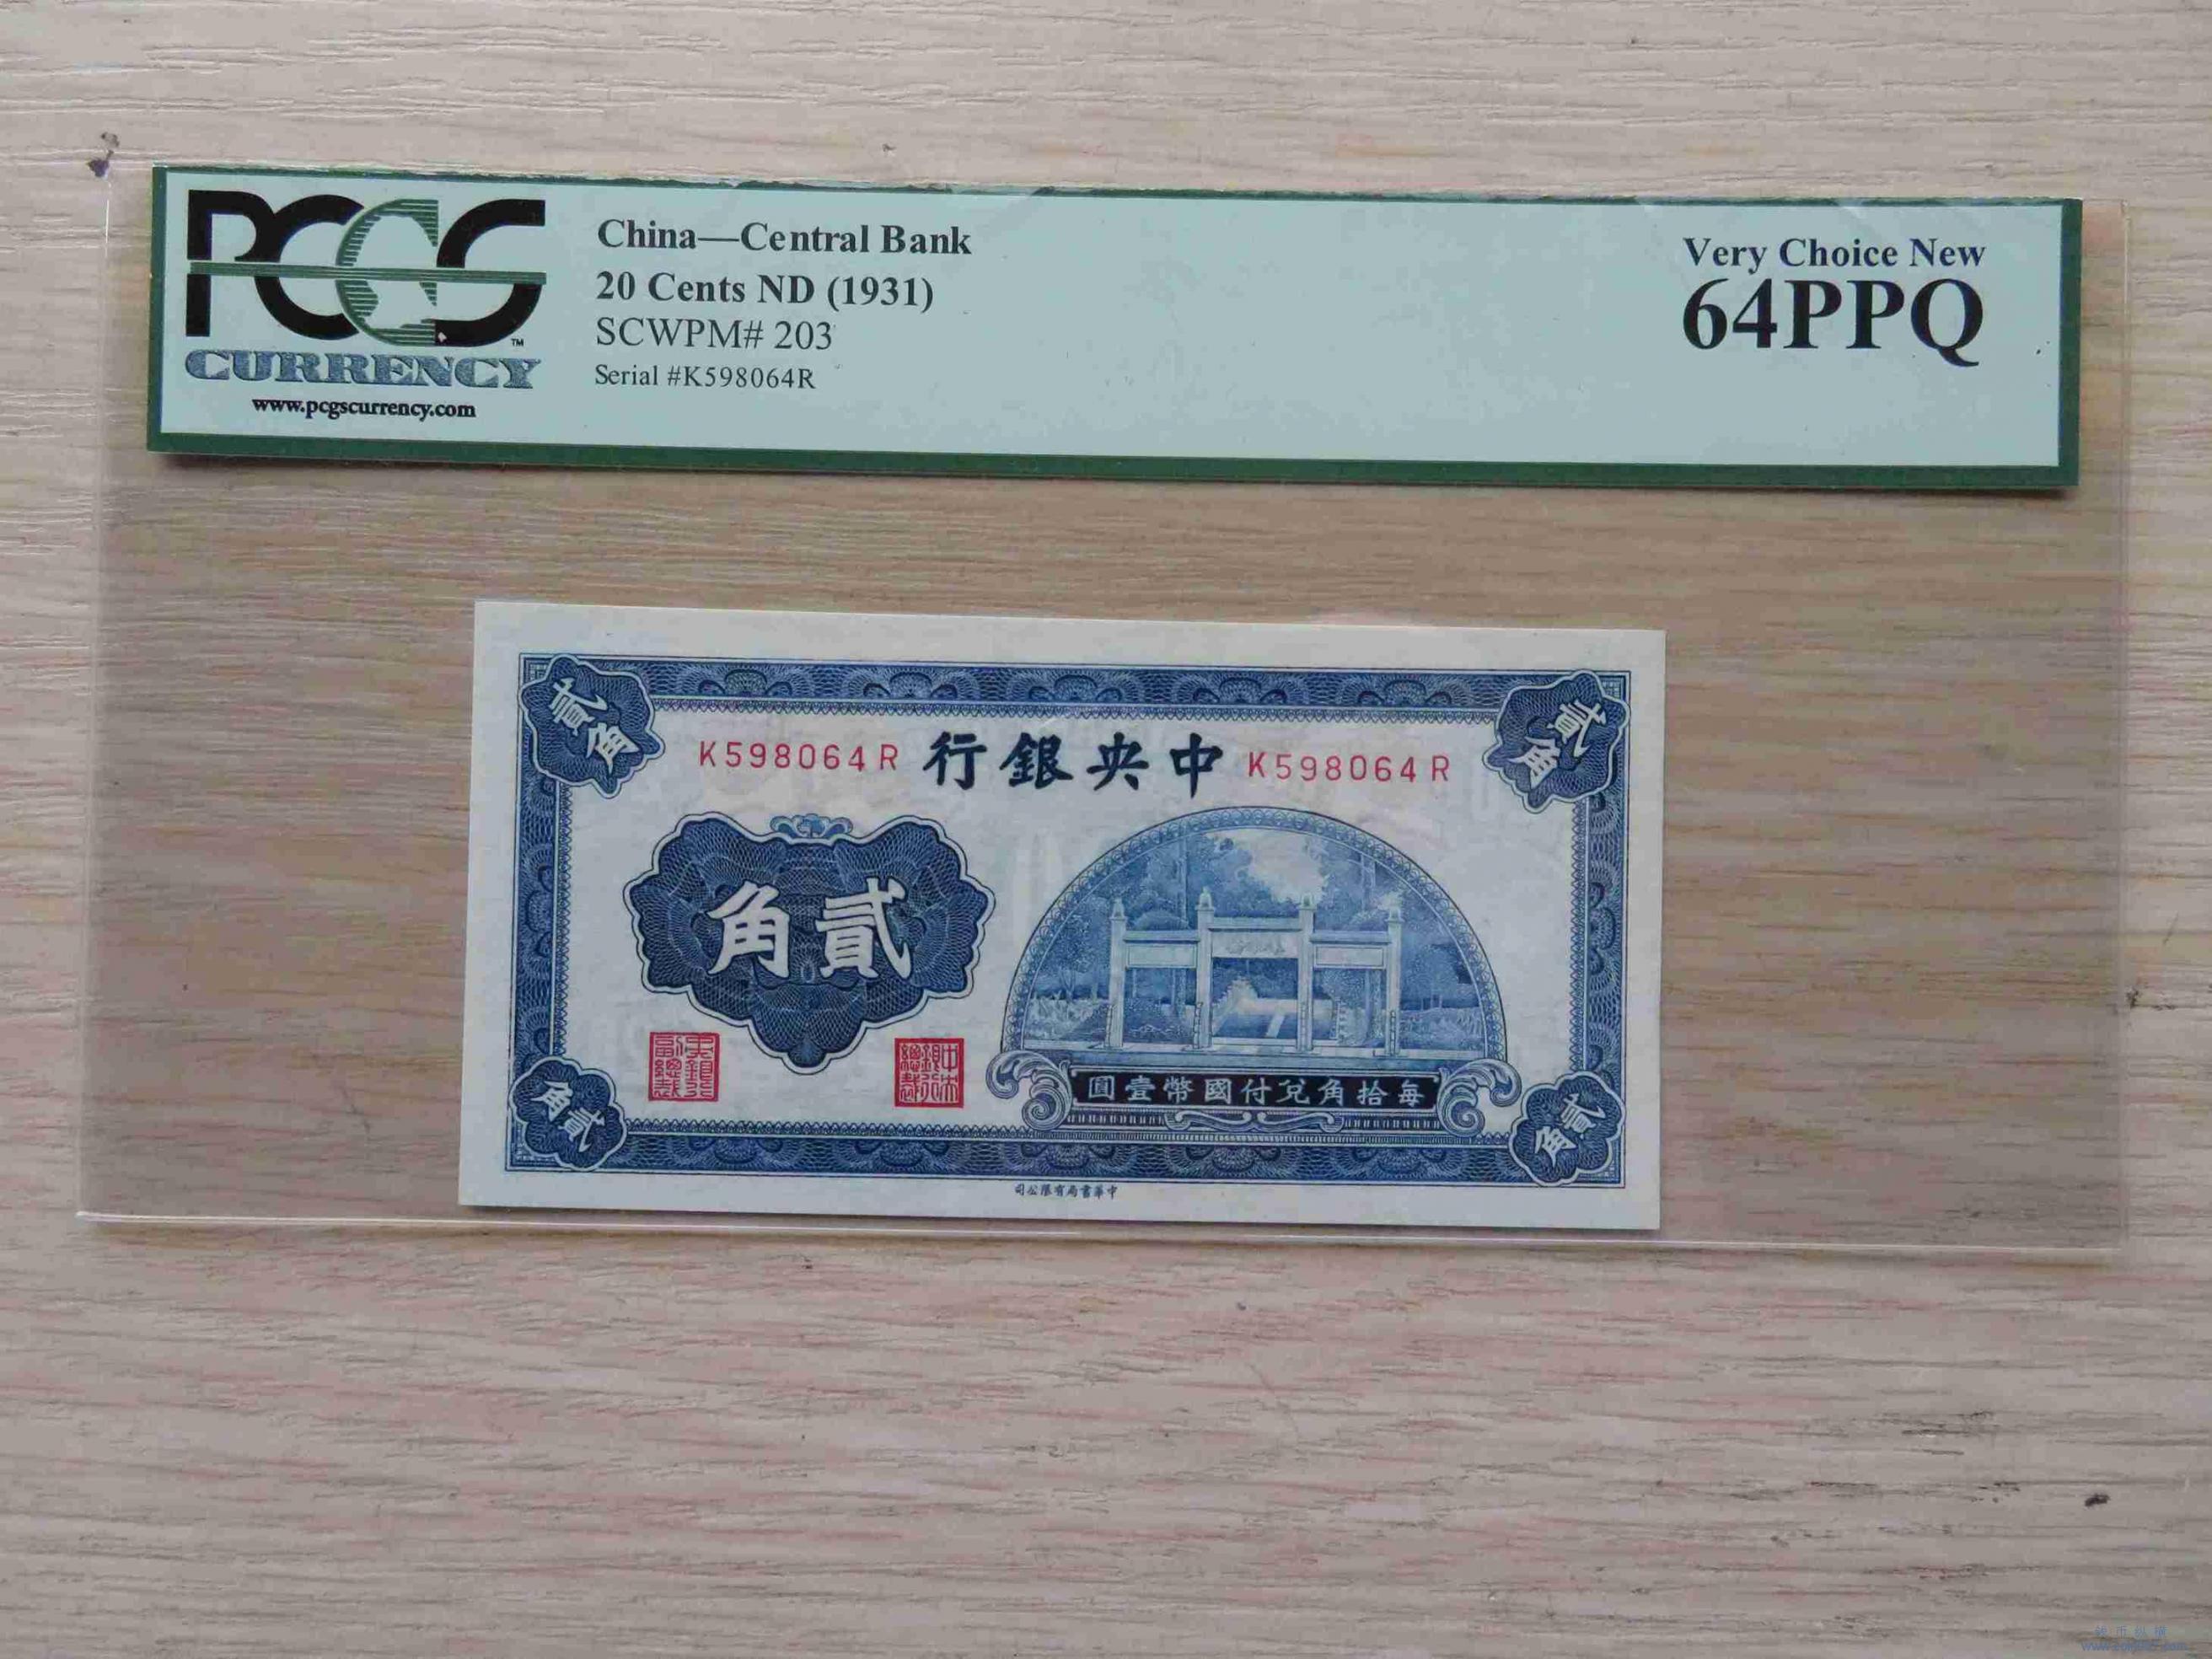 PCGS
CURRENCY
www.pcgscurrency.com
China—Central Bank
20 Cents ND (1931)
SCWPM# 203
Serial #K598064R
Very Choice New
64PPQ
貳角
貳角
K598064R
行銀央中
K598064R
角貳
圓壹幣國付兌角拾每
角貳
貳角
司公限有局書華中